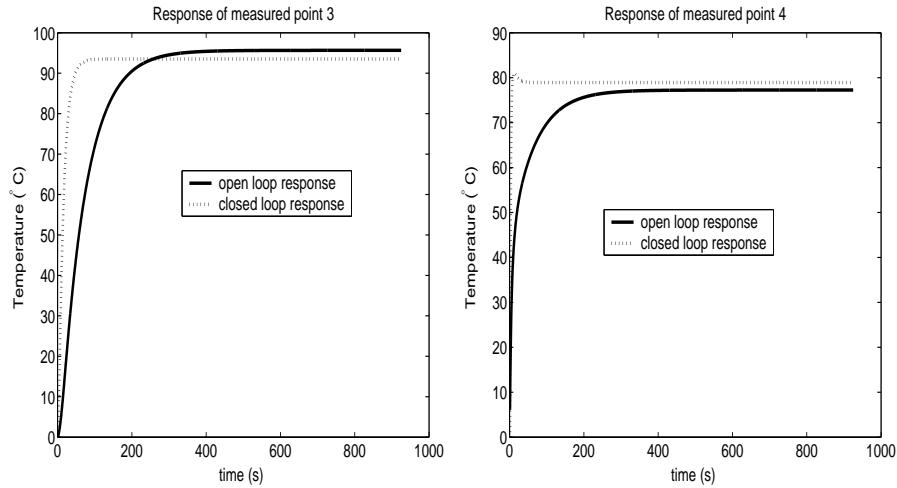 Response of measured point 3
100
90
80
70
60
50
40
30
20
10
0
Temperature (° C)
0 200 400 600 800 1000
time (s)
open loop response
closed loop response
Response of measured point 4
90
80
70
60
50
40
30
20
10
0
Temperature (° C)
0 200 400 600 800 1000
time (s)
open loop response
closed loop response